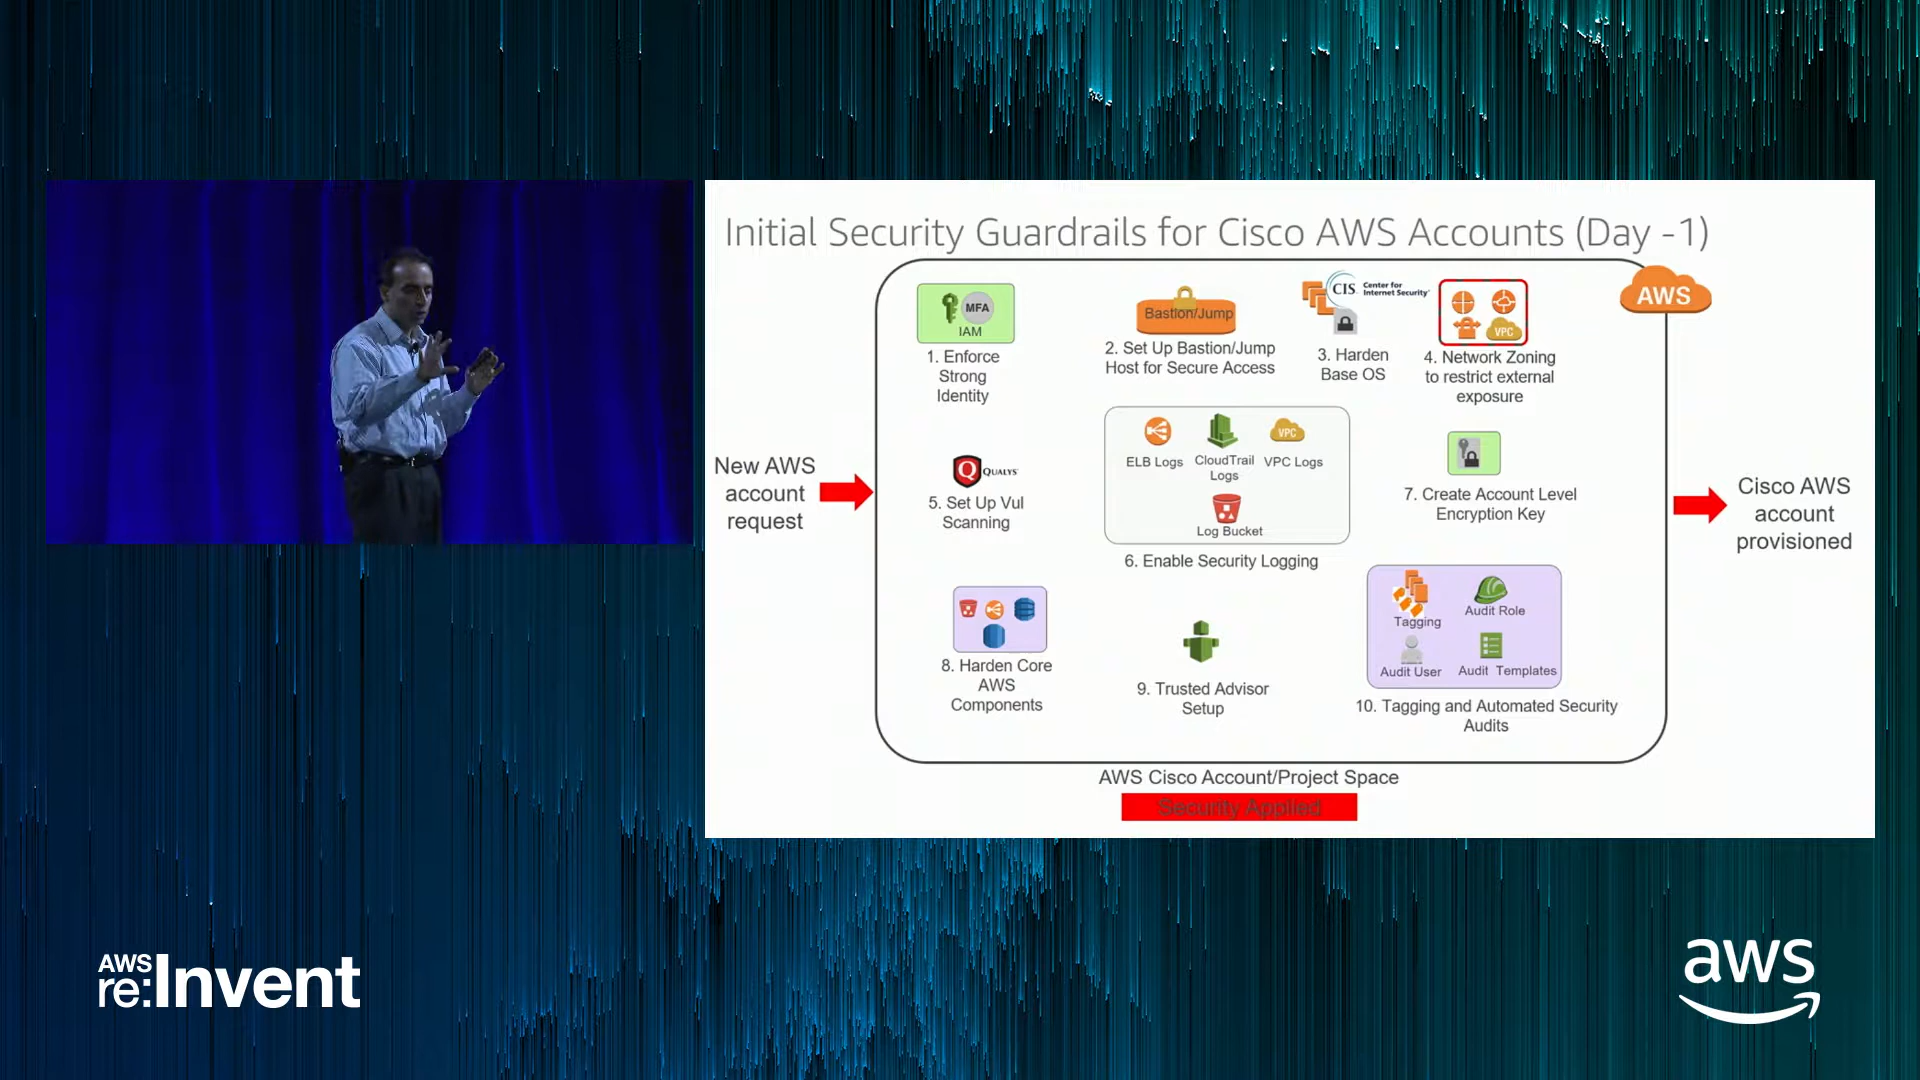 Initial Security Guardrails for Cisco AWS Accounts (Day -1)
AWS
MFA
IAM
1. Enforce
Strong
Identity
Bastion/Jump
2. Set Up Bastion/Jump
Host for Secure Access
CIS
Center for
Internet Security
3. Harden
Base OS
VPC
4. Network Zoning
to restrict external
exposure
New AWS
account
request
QUALYS
5. Set Up Vul
Scanning
ELB Logs
CloudTrail
Logs
VPC
VPC Logs
Log Bucket
6. Enable Security Logging
7. Create Account Level
Encryption Key
Cisco AWS
account
provisioned
8. Harden Core
AWS
Components
9. Trusted Advisor
Setup
Tagging
Audit Role
Audit User
Audit Templates
10. Tagging and Automated Security
Audits
AWS Cisco Account/Project Space
Security Applied
AWS
re:Invent
aws